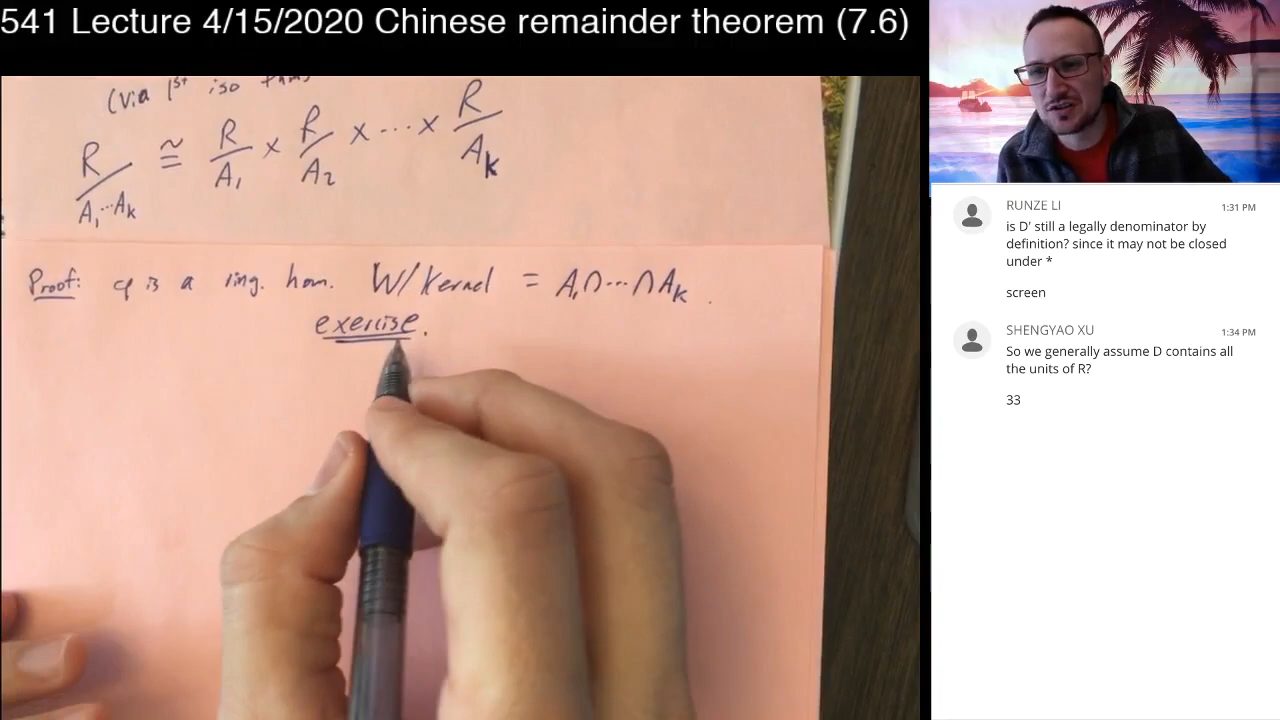 541 Lecture 4/15/2020 Chinese remainder theorem (7.6)
(via 1st iso thm)
R/A₁…Aₖ ≅ R/A₁ × R/A₂ × … × R/Aₖ
Proof: φ is a ring. hom. W/Kernel = A₁∩…∩Aₖ.
exercise.
RUNZE LI 1:31 PM
is D' still a legally denominator by
definition? since it may not be closed
under *
screen
SHENGYAO XU 1:34 PM
So we generally assume D contains all
the units of R?
33